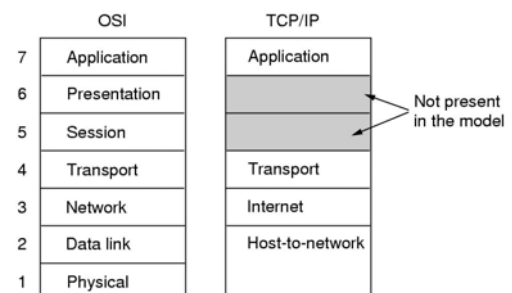 OSI TCP/IP
7 Application Application
6 Presentation
Not present
5 Session
in the model
4 Transport Transport
3 Network Internet
2 Data link Host-to-network
1 Physical